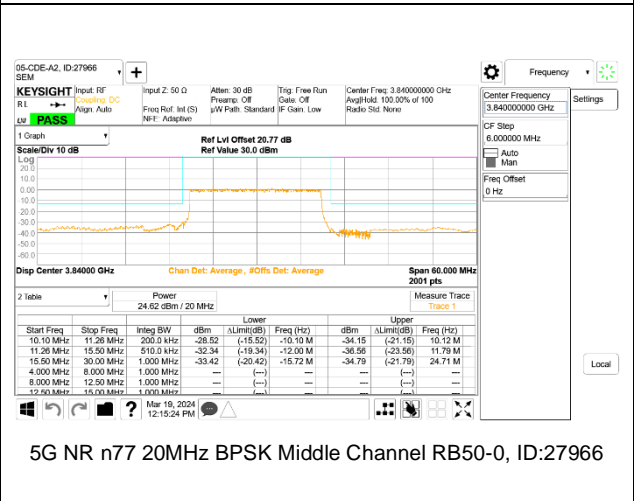 05-CDE-A2, ID:27966
SEM
Frequency
KEYSIGHT Input: RF Input Z: 50 Ω Atten: 30 dB Trig: Free Run Center Freq: 3.840000000 GHz
RL Coupling: DC Preamp: Off Gate: Off Avg|Hold: 100.00% of 100
Align: Auto Freq Ref: Int (S) µW Path: Standard IF Gain: Low Radio Std: None
PASS NFE: Adaptive
Center Frequency
3.840000000 GHz
Settings
CF Step
6.000000 MHz
Auto
Man
Freq Offset
0 Hz
1 Graph
Ref Lvl Offset 20.77 dB
Scale/Div 10 dB Ref Value 30.0 dBm
Log
20.0
10.0
0.00
-10.0
-20.0
-30.0
-40.0
-50.0
-60.0
Disp Center 3.84000 GHz Chan Det: Average, #Offs Det: Average Span 60.000 MHz
2001 pts
2 Table Power Measure Trace
24.62 dBm / 20 MHz Trace 1
Lower Upper
Start Freq Stop Freq Integ BW dBm ΔLimit(dB) Freq (Hz) dBm ΔLimit(dB) Freq (Hz)
10.10 MHz 11.26 MHz 200.0 kHz -28.52 (-15.52) -10.10 M -34.15 (-21.15) 10.12 M
11.26 MHz 15.50 MHz 510.0 kHz -32.34 (-19.34) -12.00 M -36.56 (-23.56) 11.79 M
15.50 MHz 30.00 MHz 1.000 MHz -33.42 (-20.42) -15.72 M -34.79 (-21.79) 24.71 M
4.000 MHz 8.000 MHz 1.000 MHz --- (---) --- (---)
8.000 MHz 12.50 MHz 1.000 MHz --- (---) --- (---)
12.50 MHz 15.00 MHz 1.000 MHz --- (---) --- (---)
Local
? Mar 19, 2024
12:15:24 PM
5G NR n77 20MHz BPSK Middle Channel RB50-0, ID:27966